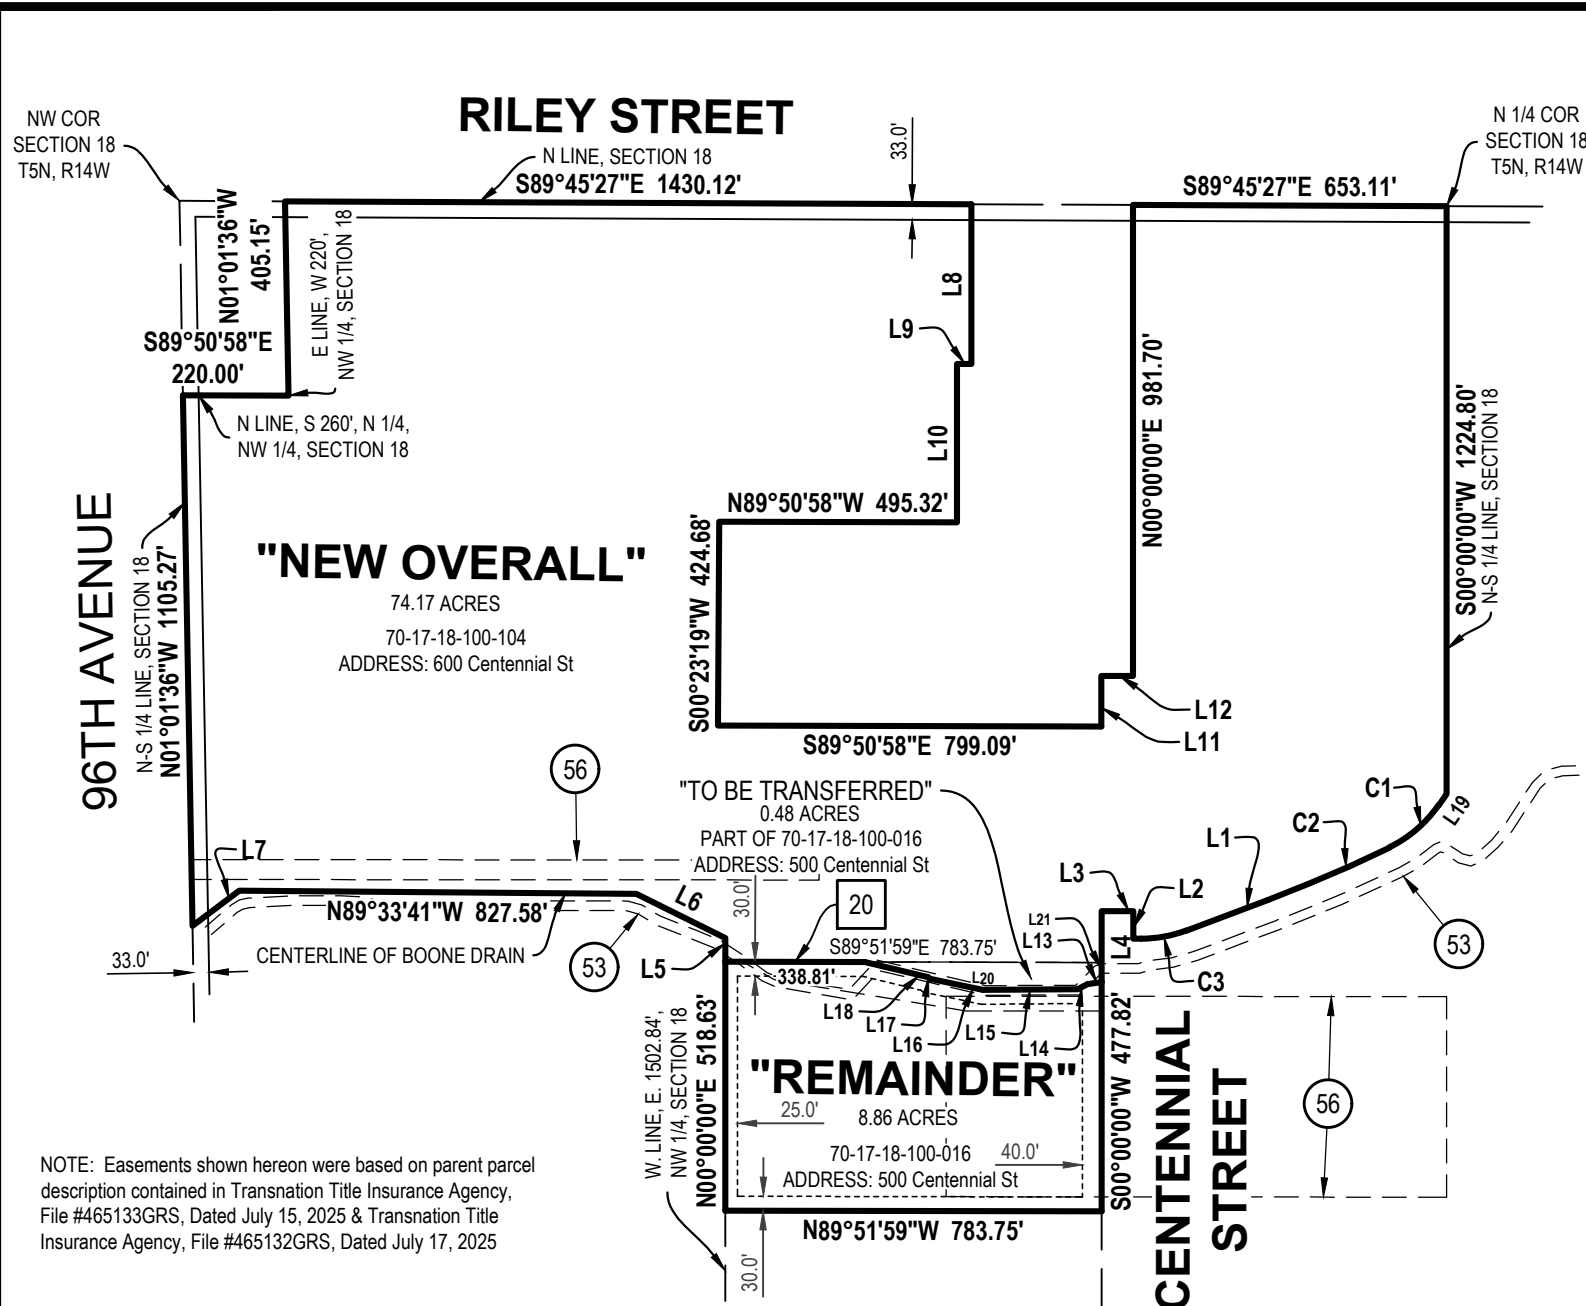 RILEY STREET
NW COR
SECTION 18
T5N, R14W
N LINE, SECTION 18
S89°45'27"E 1430.12'
33.0'
S89°45'27"E 653.11'
N 1/4 COR
SECTION 18
T5N, R14W
N01°01'36"W
405.15'
E LINE, W 220',
NW 1/4, SECTION 18
S89°50'58"E
220.00'
N LINE, S 260', N 1/4,
NW 1/4, SECTION 18
L8
L9
L10
N00°00'00"E 981.70'
S00°00'00"W 1224.80'
N-S 1/4 LINE, SECTION 18
N89°50'58"W 495.32'
S00°23'19"W 424.68'
"NEW OVERALL"
74.17 ACRES
70-17-18-100-104
ADDRESS: 600 Centennial St
96TH AVENUE
N-S 1/4 LINE, SECTION 18
N01°01'36"W 1105.27'
L12
L11
S89°50'58"E 799.09'
56
"TO BE TRANSFERRED"
0.48 ACRES
PART OF 70-17-18-100-016
ADDRESS: 500 Centennial St
C1
L19
C2
L1
L7
L6
L3
L2
N89°33'41"W 827.58'
30.0'
20
L21
L13
L4
53
CENTERLINE OF BOONE DRAIN
S89°51'59"E 783.75'
33.0'
53
L5
338.81'
L20
C3
L18
L17
L16
L15
L14
W. LINE, E. 1502.84',
NW 1/4, SECTION 18
N00°00'00"E 518.63'
S00°00'00"W 477.82'
"REMAINDER"
8.86 ACRES
25.0'
70-17-18-100-016
40.0'
ADDRESS: 500 Centennial St
CENTENNIAL
STREET
56
N89°51'59"W 783.75'
30.0'
NOTE: Easements shown hereon were based on parent parcel
description contained in Transnation Title Insurance Agency,
File #465133GRS, Dated July 15, 2025 & Transnation Title
Insurance Agency, File #465132GRS, Dated July 17, 2025